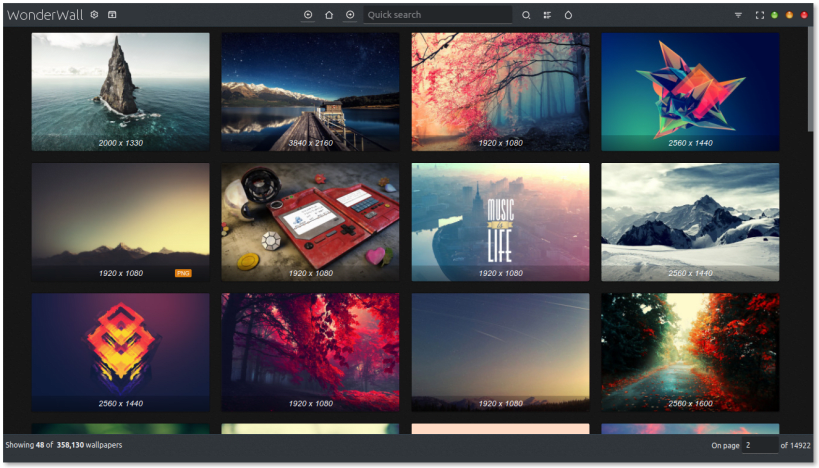 WonderWall
Quick search
2000 x 1330
3840 x 2160
1920 x 1080
2560 x 1440
1920 x 1080
PNG
1920 x 1080
MUSIC
LIFE
1920 x 1080
2560 x 1440
2560 x 1440
1920 x 1080
1920 x 1080
2560 x 1600
Showing 48 of 358,130 wallpapers
On page 2 of 14922